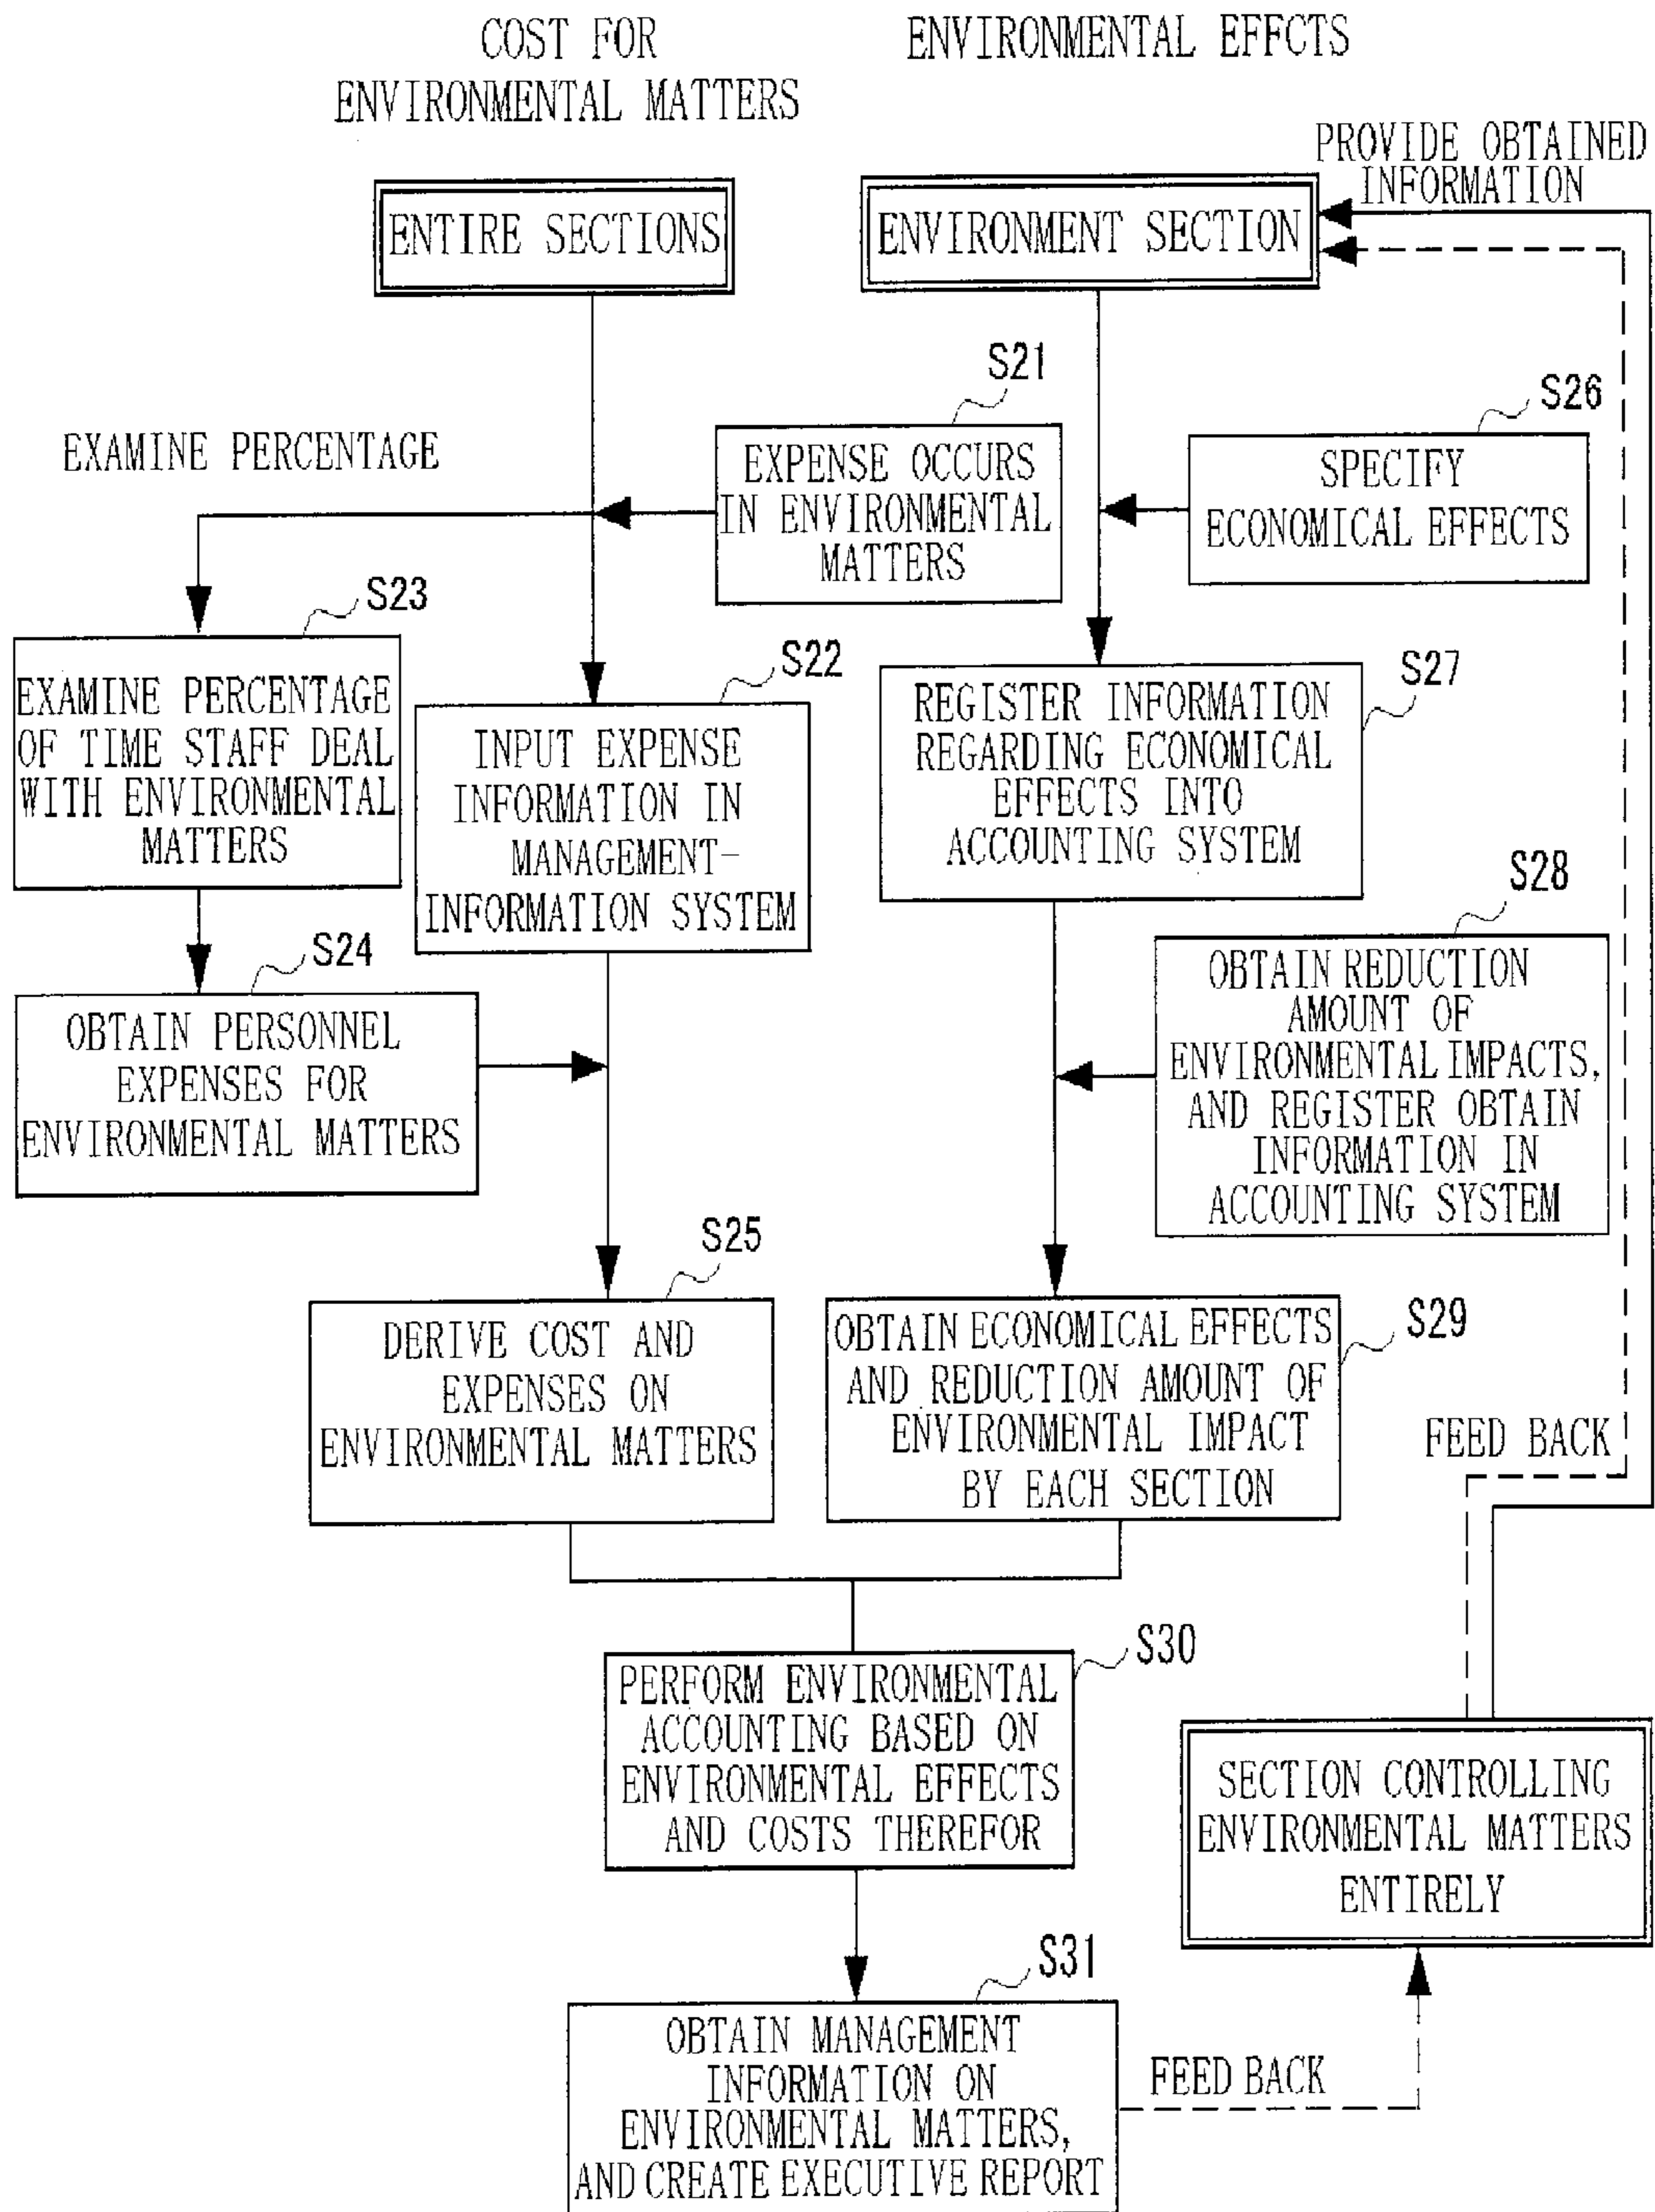 COST FOR
ENVIRONMENTAL MATTERS
ENVIRONMENTAL EFFCTS
PROVIDE OBTAINED
INFORMATION
ENTIRE SECTIONS
ENVIRONMENT SECTION
S21
S26
EXAMINE PERCENTAGE
EXPENSE OCCURS
IN ENVIRONMENTAL
MATTERS
SPECIFY
ECONOMICAL EFFECTS
S23
EXAMINE PERCENTAGE
OF TIME STAFF DEAL
WITH ENVIRONMENTAL
MATTERS
S22
INPUT EXPENSE
INFORMATION IN
MANAGEMENT-
INFORMATION SYSTEM
S27
REGISTER INFORMATION
REGARDING ECONOMICAL
EFFECTS INTO
ACCOUNTING SYSTEM
S28
OBTAIN REDUCTION
AMOUNT OF
ENVIRONMENTAL IMPACTS,
AND REGISTER OBTAIN
INFORMATION IN
ACCOUNTING SYSTEM
S24
OBTAIN PERSONNEL
EXPENSES FOR
ENVIRONMENTAL MATTERS
S25
DERIVE COST AND
EXPENSES ON
ENVIRONMENTAL MATTERS
S29
OBTAIN ECONOMICAL EFFECTS
AND REDUCTION AMOUNT OF
ENVIRONMENTAL IMPACT
BY EACH SECTION
FEED BACK
S30
PERFORM ENVIRONMENTAL
ACCOUNTING BASED ON
ENVIRONMENTAL EFFECTS
AND COSTS THEREFOR
SECTION CONTROLLING
ENVIRONMENTAL MATTERS
ENTIRELY
S31
OBTAIN MANAGEMENT
INFORMATION ON
ENVIRONMENTAL MATTERS,
AND CREATE EXECUTIVE REPORT
FEED BACK